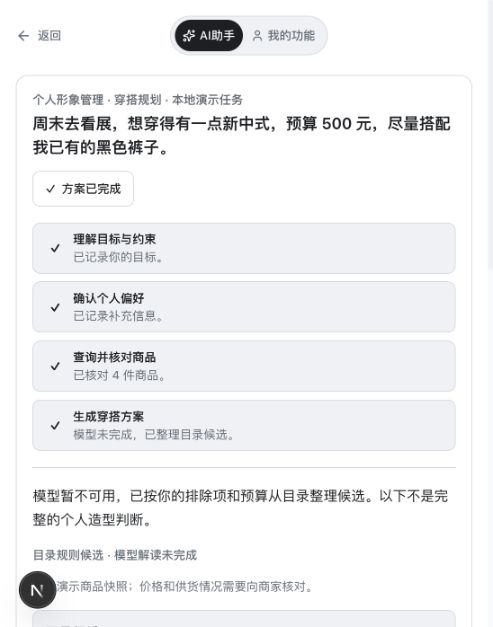 返回
AI助手
我的功能
个人形象管理 · 穿搭规划 · 本地演示任务
周末去看展，想穿得有一点新中式，预算 500 元，尽量搭配
我已有的黑色裤子。
方案已完成
理解目标与约束
已记录你的目标。
确认个人偏好
已记录补充信息。
查询并核对商品
已核对 4 件商品。
生成穿搭方案
模型未完成，已整理目录候选。
模型暂不可用，已按你的排除项和预算从目录整理候选。以下不是完
整的个人造型判断。
目录规则候选 · 模型解读未完成
演示商品快照；价格和供货情况需要向商家核对。
N